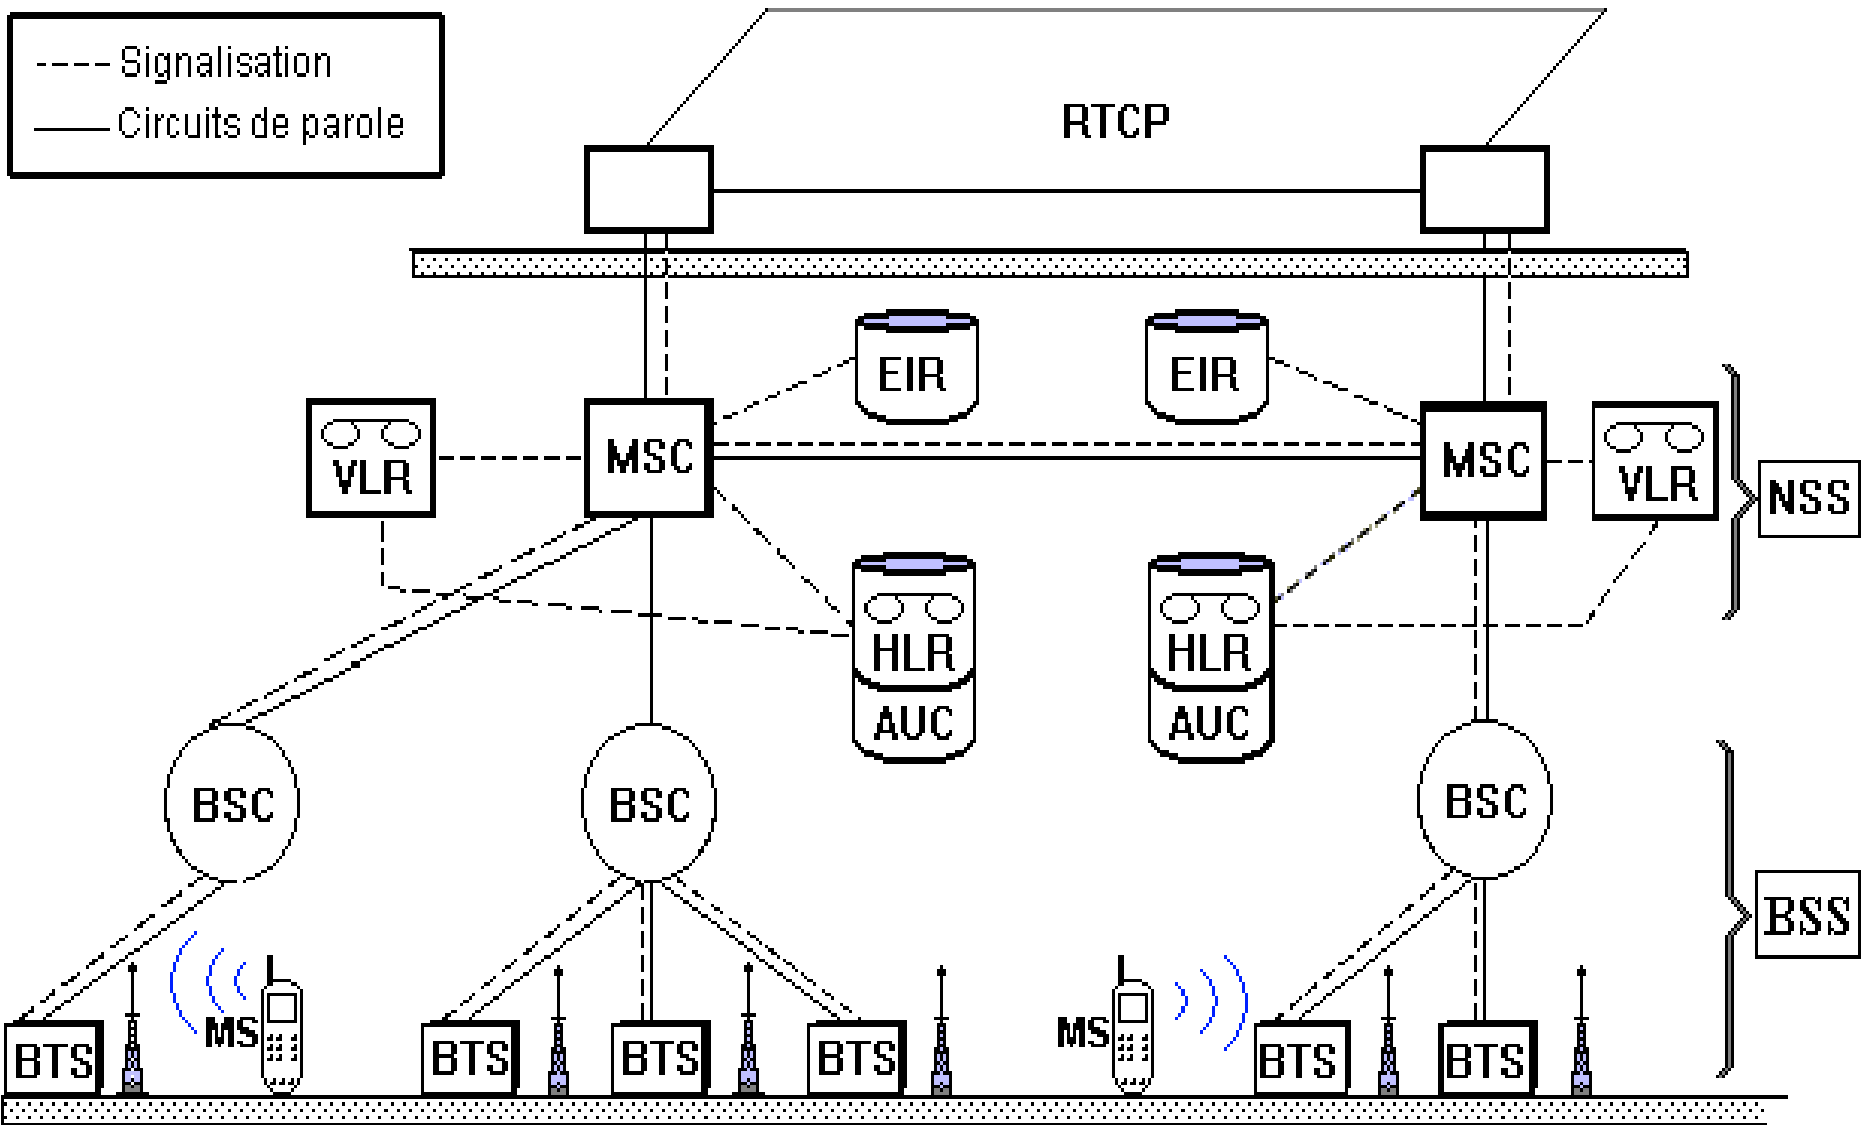 Signalisation
Circuits de parole
RTCP
EIR
EIR
VLR
MSC
MSC
VLR
NSS
HLR
HLR
AUC
AUC
BSC
BSC
BSC
BSS
MS
MS
BTS
BTS
BTS
BTS
BTS
BTS